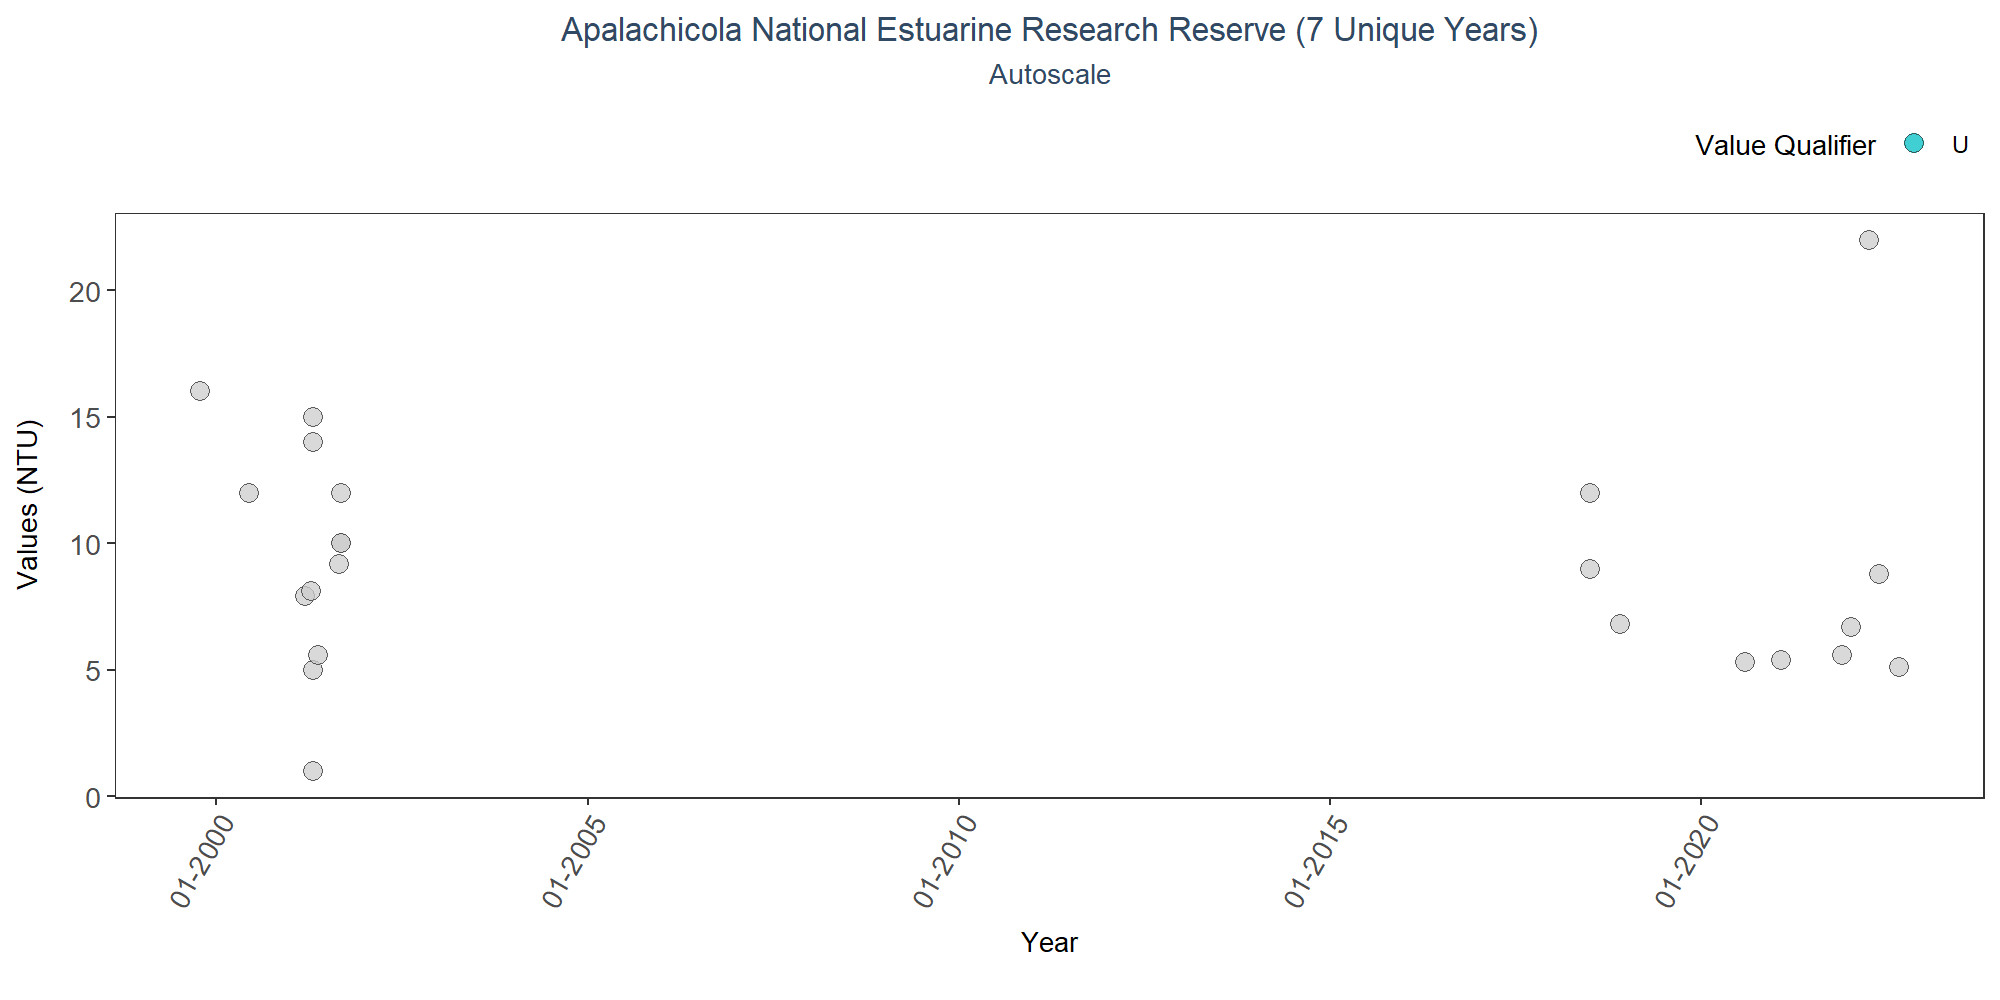 Apalachicola National Estuarine Research Reserve (7 Unique Years)
Autoscale
Value Qualifier U
Values (NTU)
20
15
10
5
0
01-2000 01-2005 01-2010 01-2015 01-2020
Year